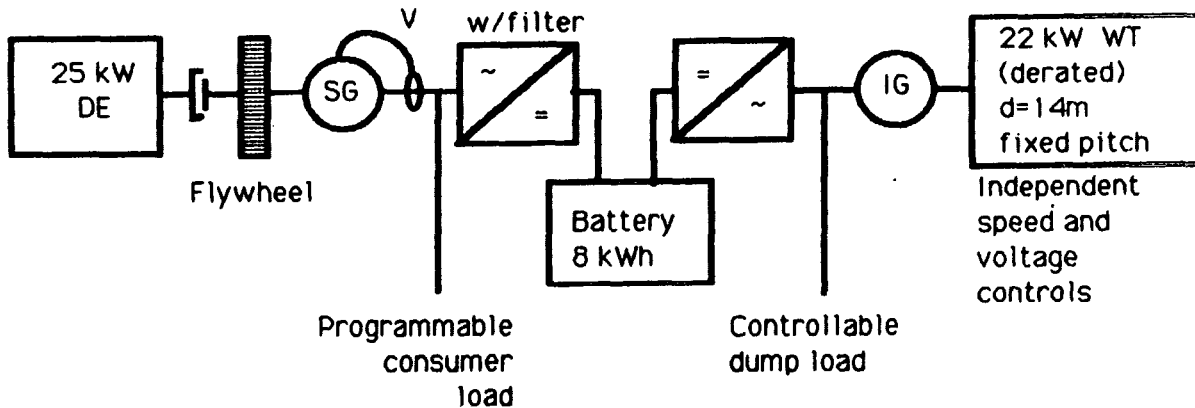 25 kW
DE
Flywheel
SG
V
w/filter
~
=
Programmable
consumer
load
Battery
8 kWh
=
~
Controllable
dump load
IG
22 kW WT
(derated)
d=14m
fixed pitch
Independent
speed and
voltage
controls